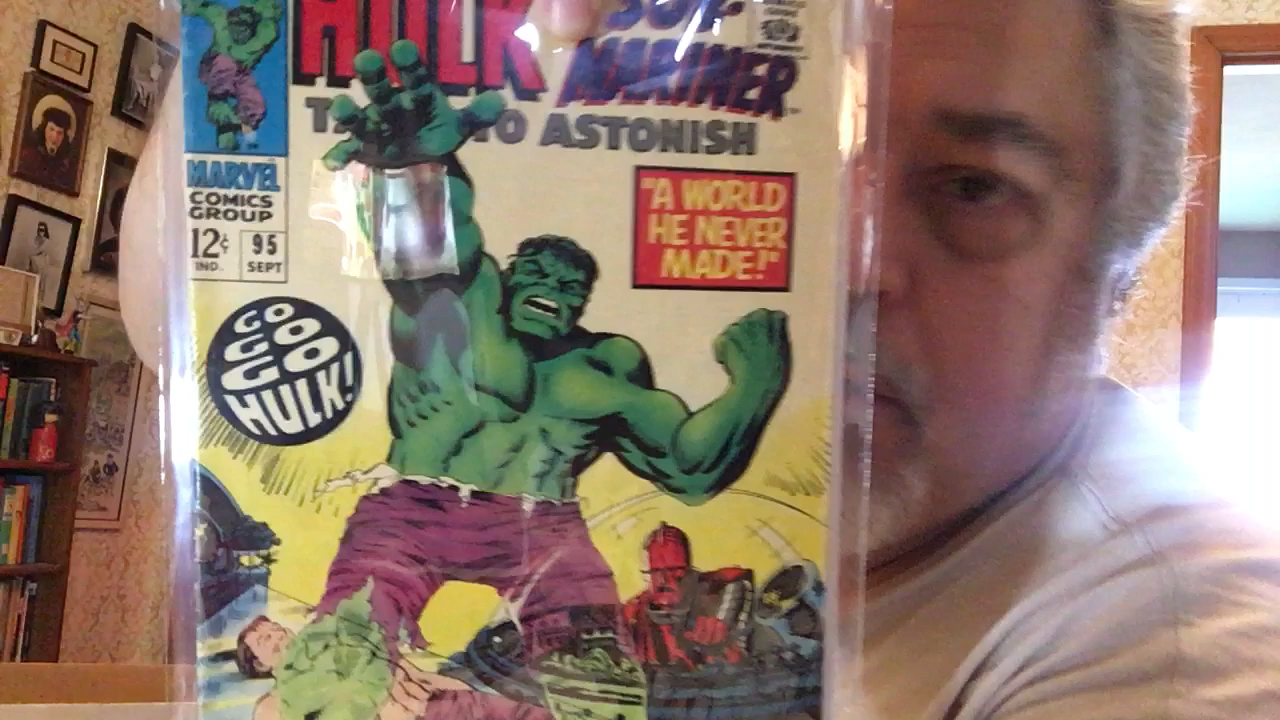 HULK
SUB-
MARINER
TO ASTONISH
MARVEL
COMICS
GROUP
12¢ 95
IND. SEPT
"A WORLD
HE NEVER
MADE!"
GO
GO
GO
HULK!